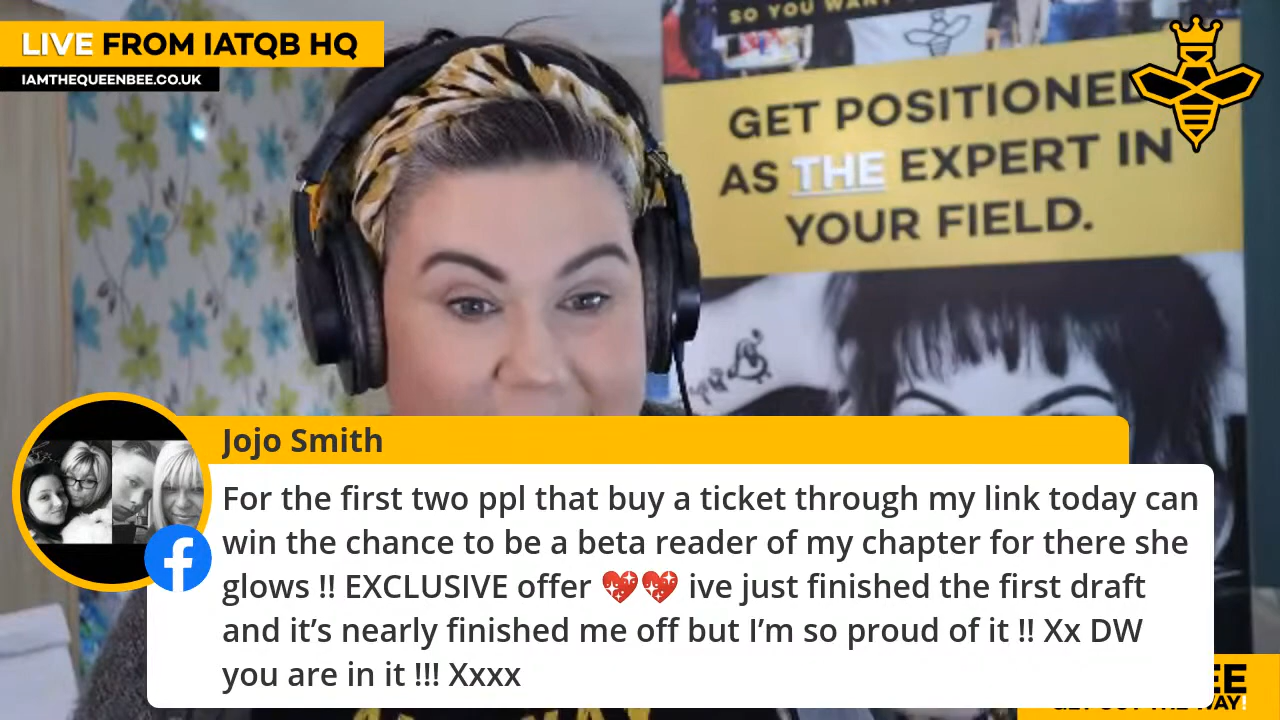 LIVE FROM IATQB HQ
IAMTHEQUEENBEE.CO.UK
SO YOU WANT
GET POSITIONED
AS THE EXPERT IN
YOUR FIELD.
Jojo Smith
For the first two ppl that buy a ticket through my link today can
win the chance to be a beta reader of my chapter for there she
glows !! EXCLUSIVE offer 💖💖 ive just finished the first draft
and it’s nearly finished me off but I’m so proud of it !! Xx DW
you are in it !!! Xxxx